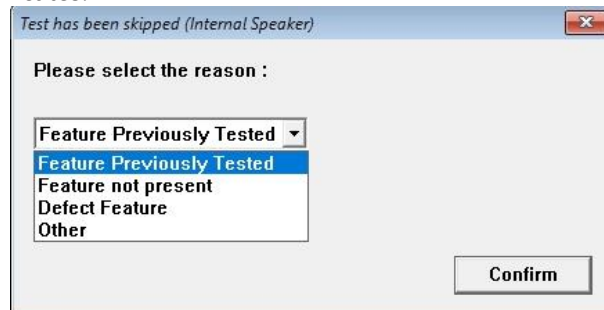 Test has been skipped (Internal Speaker)
Please select the reason :
Feature Previously Tested
Feature Previously Tested
Feature not present
Defect Feature
Other
Confirm